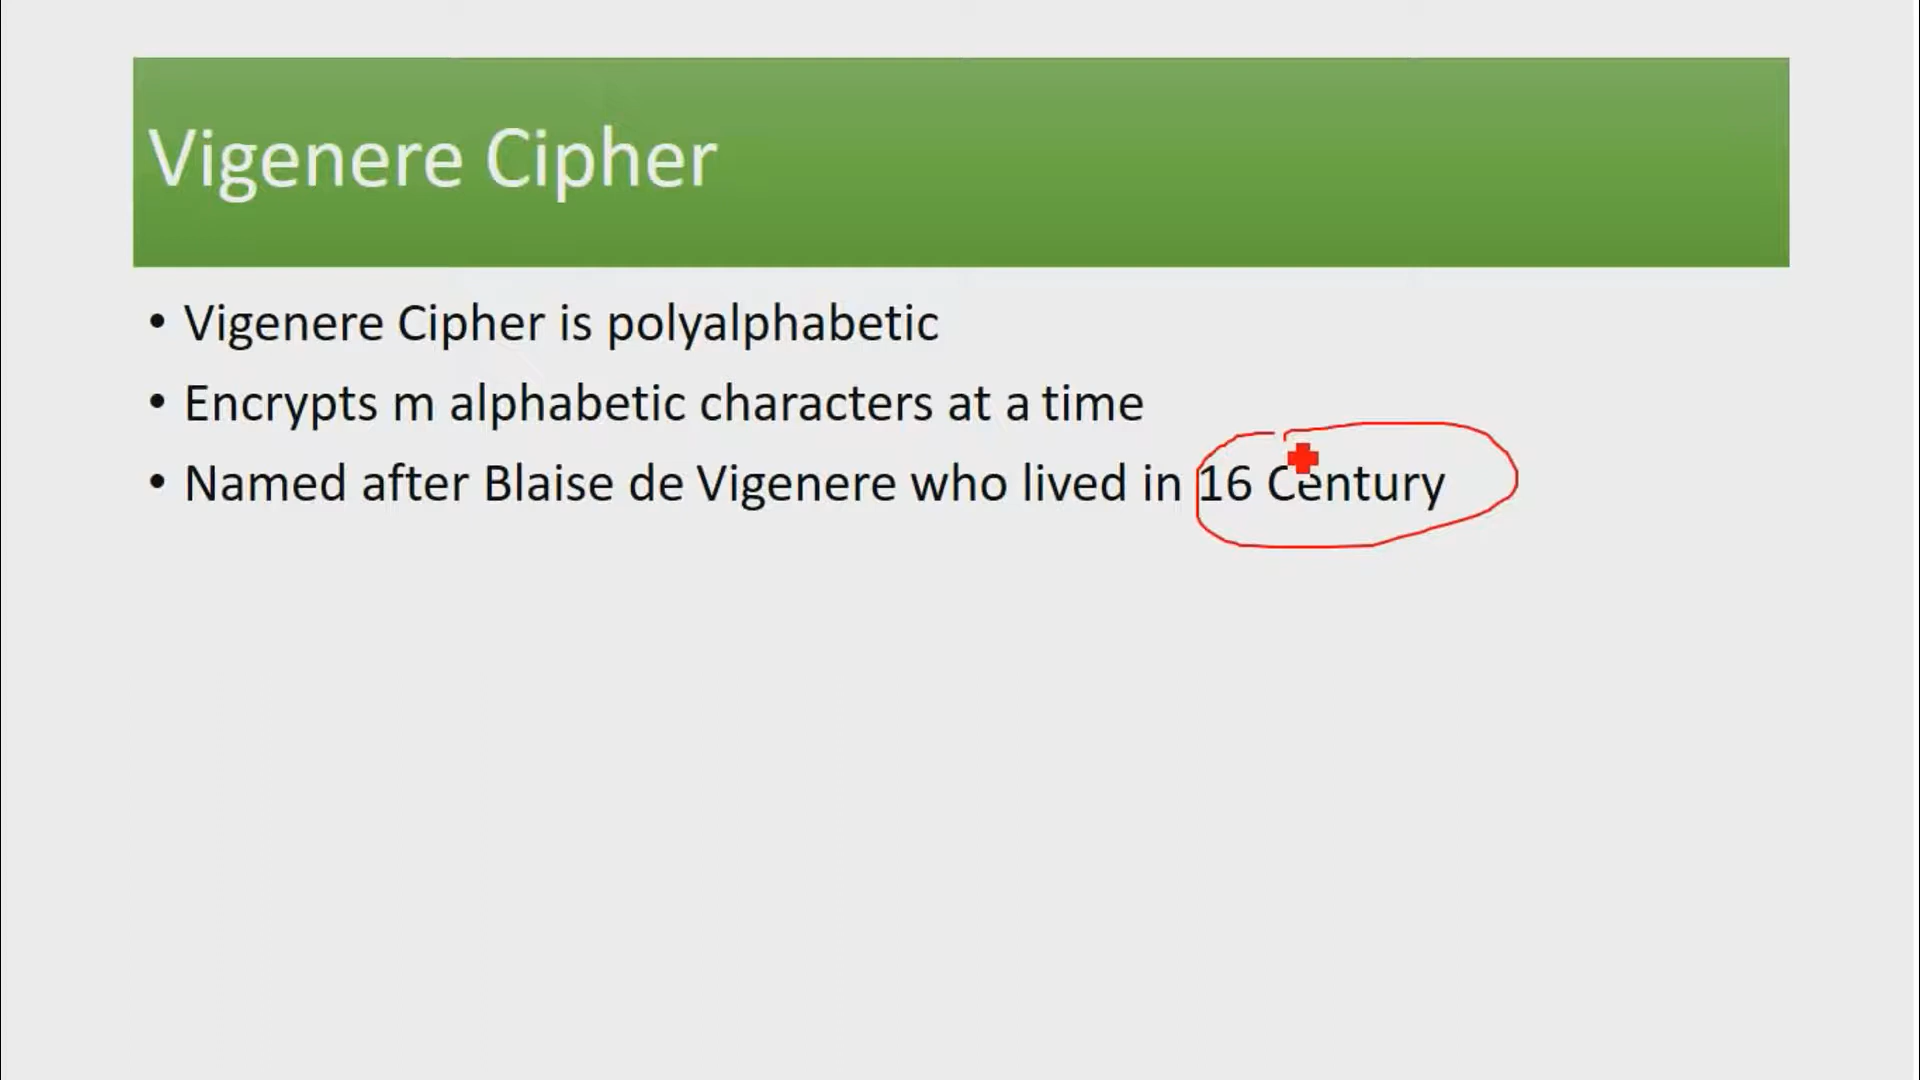 Vigenere Cipher
• Vigenere Cipher is polyalphabetic
• Encrypts m alphabetic characters at a time
• Named after Blaise de Vigenere who lived in 16 Century